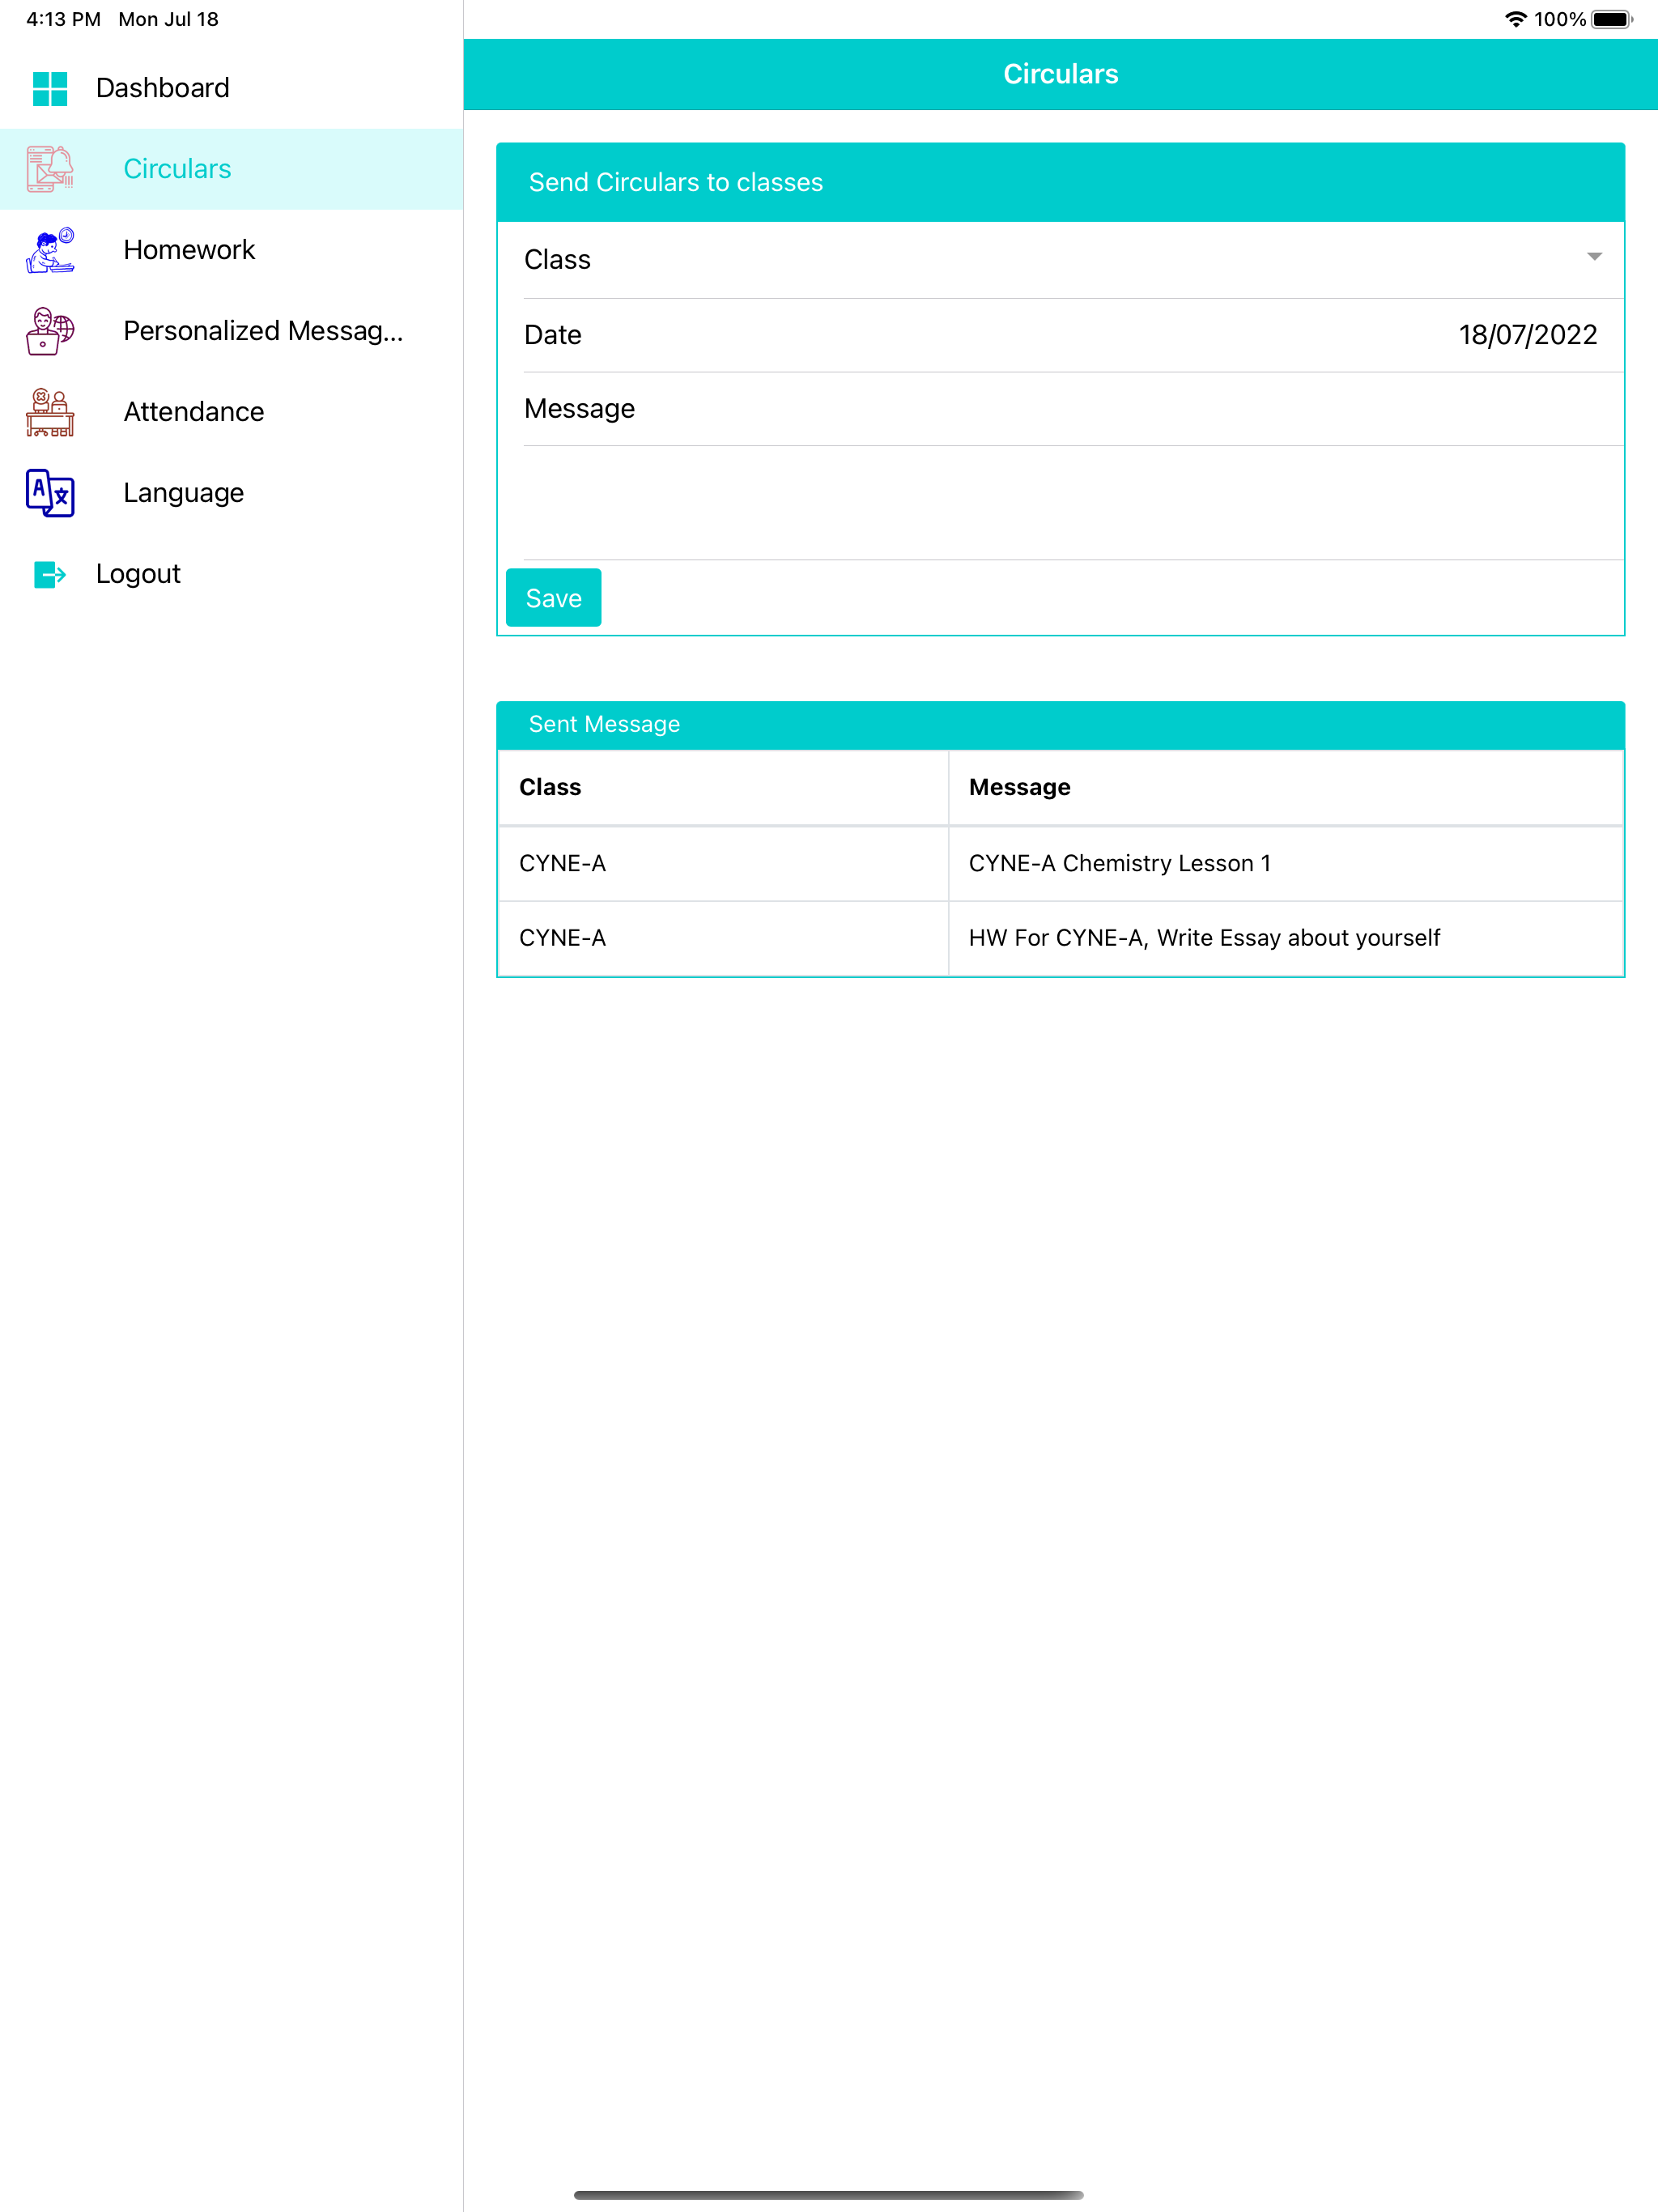 4:13 PM Mon Jul 18
100%
Dashboard
Circulars
Homework
Personalized Messag...
Attendance
Language
Logout
Circulars
Send Circulars to classes
Class
Date 18/07/2022
Message
Save
Sent Message
Class Message
CYNE-A CYNE-A Chemistry Lesson 1
CYNE-A HW For CYNE-A, Write Essay about yourself